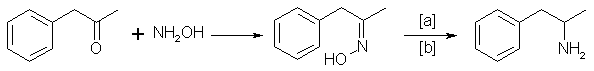 O + NH₂OH HO N [a] [b] NH₂